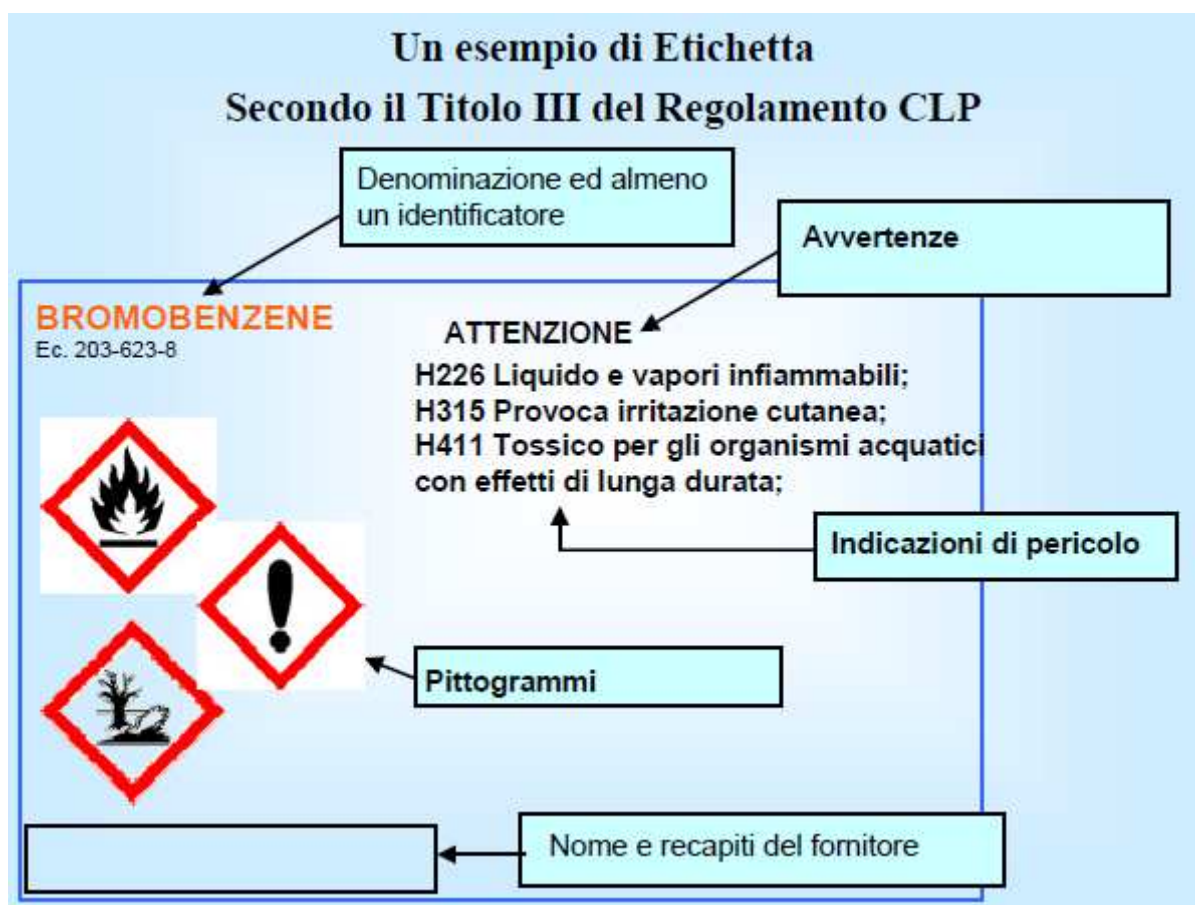 Un esempio di Etichetta
Secondo il Titolo III del Regolamento CLP
Denominazione ed almeno
un identificatore
Avvertenze
BROMOBENZENE
Ec. 203-623-8
ATTENZIONE
H226 Liquido e vapori infiammabili;
H315 Provoca irritazione cutanea;
H411 Tossico per gli organismi acquatici
con effetti di lunga durata;
Indicazioni di pericolo
Pittogrammi
Nome e recapiti del fornitore